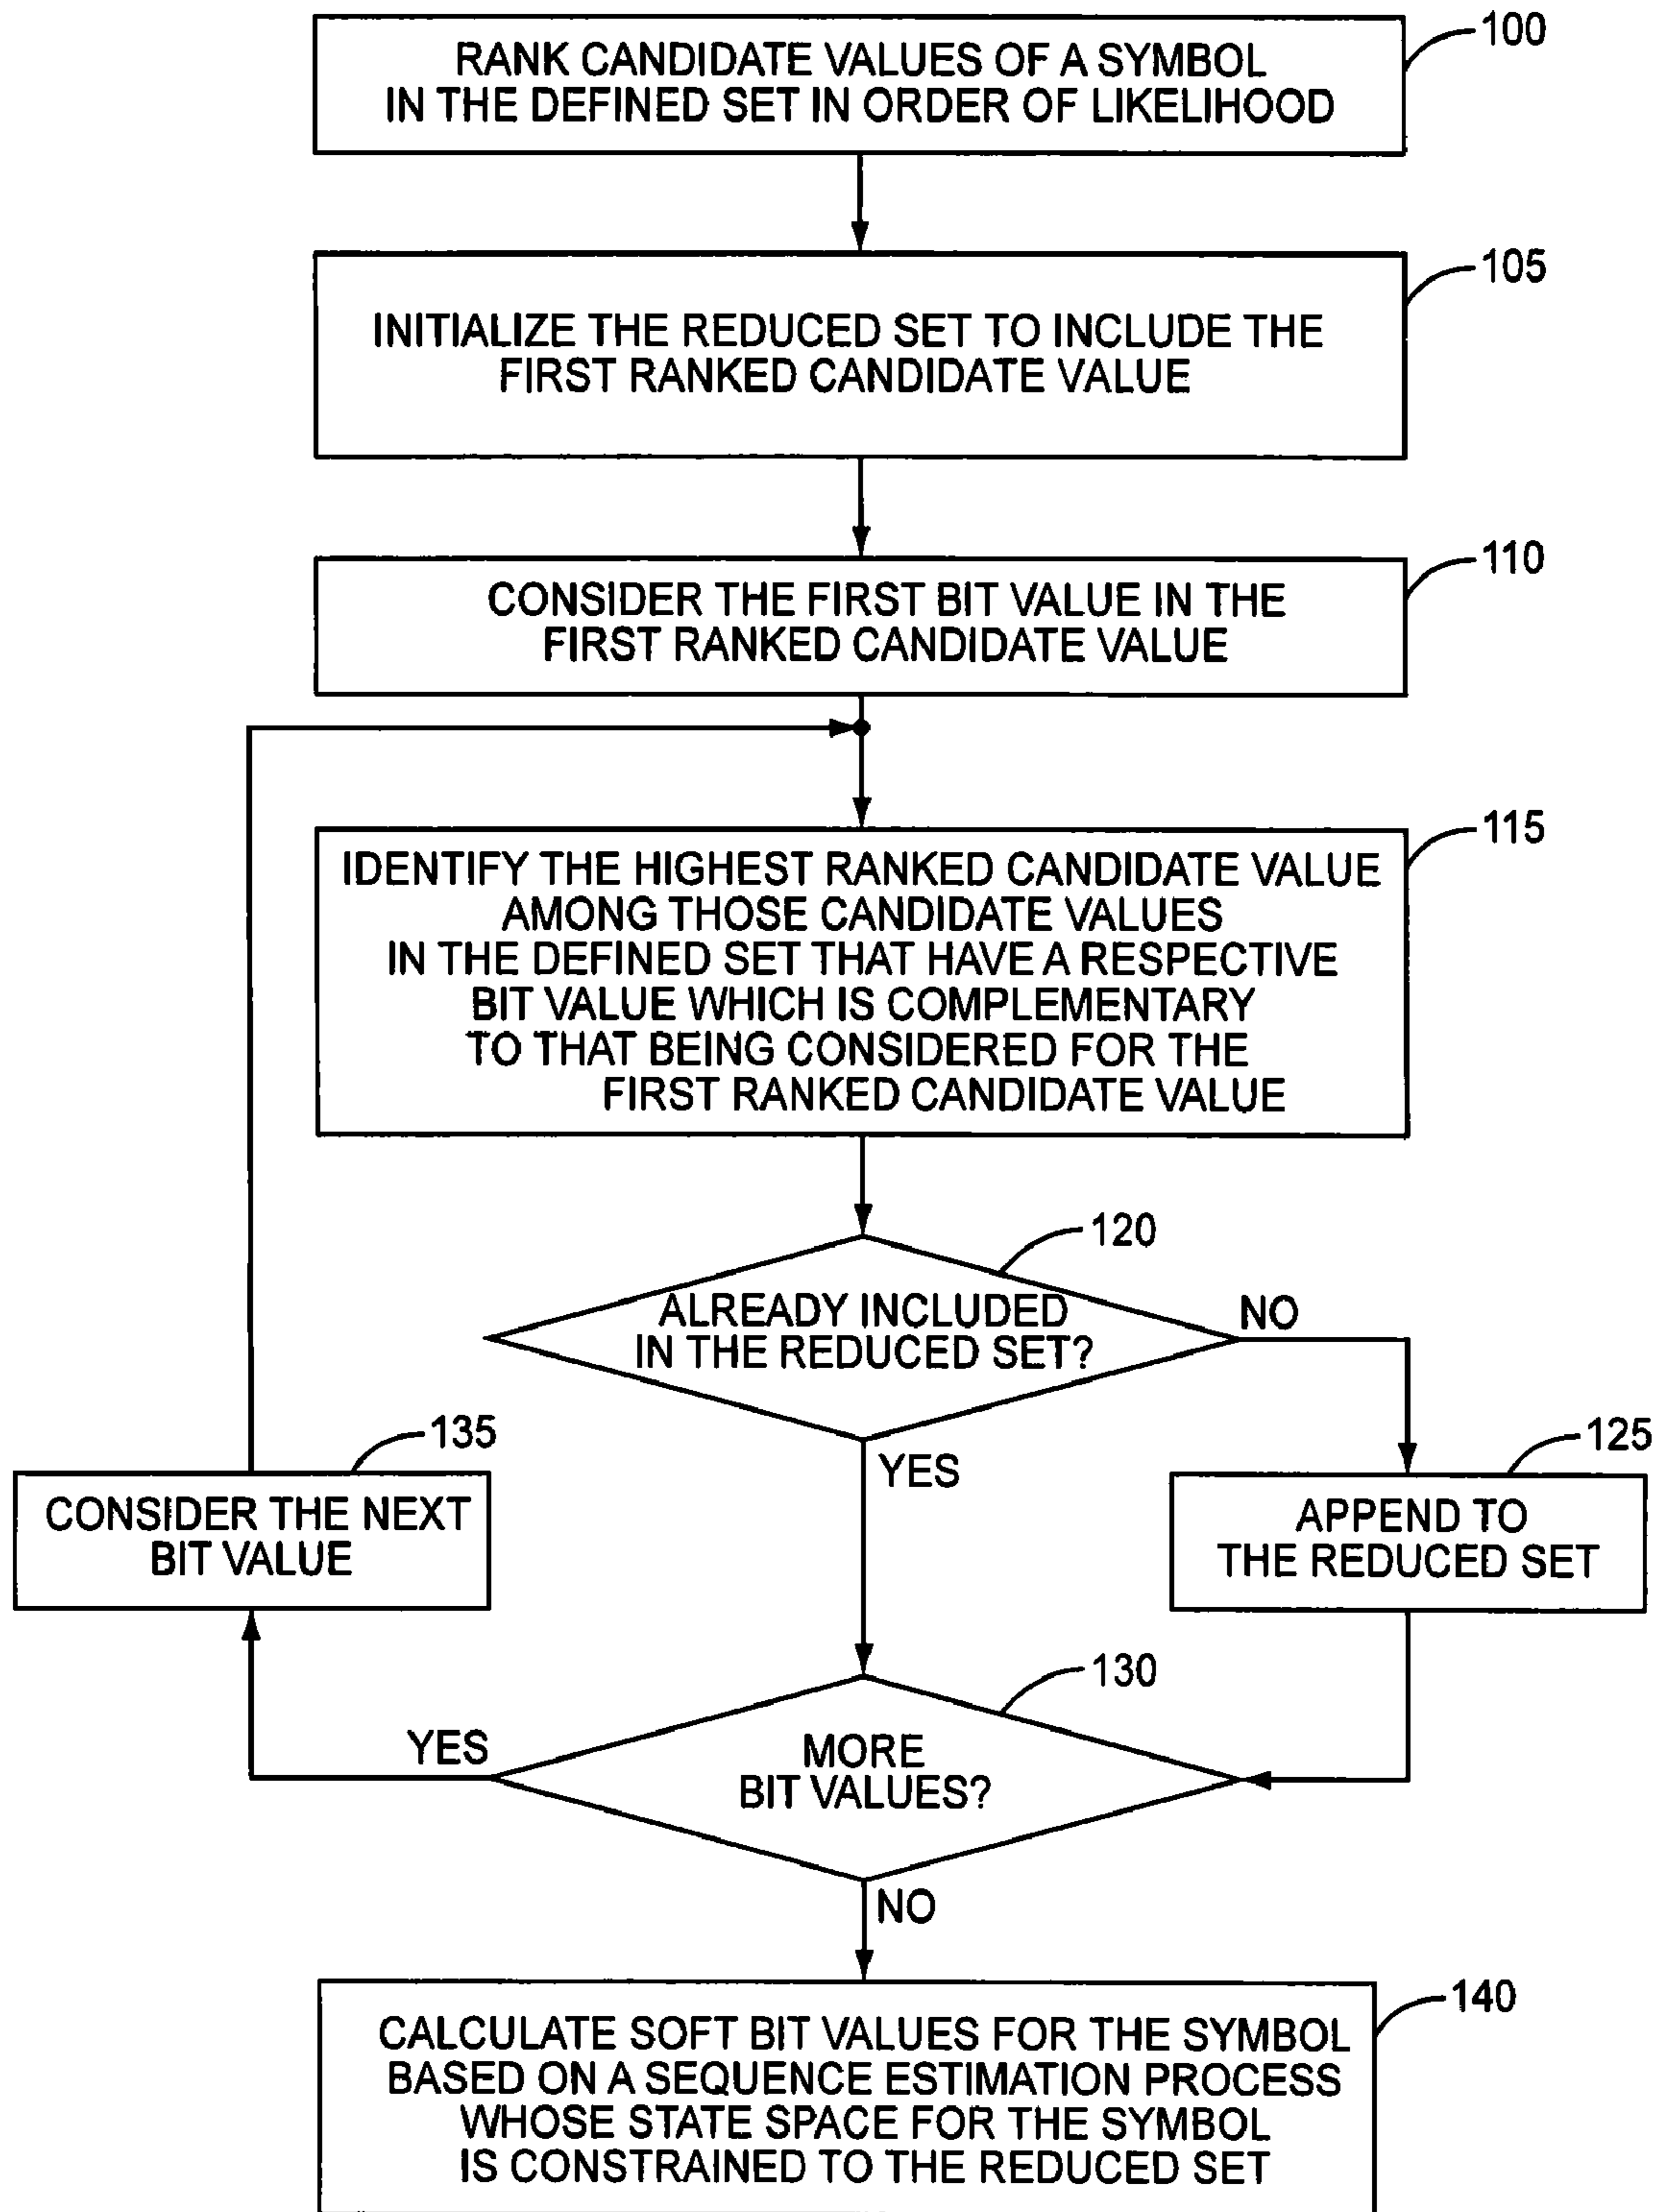 100
RANK CANDIDATE VALUES OF A SYMBOL
IN THE DEFINED SET IN ORDER OF LIKELIHOOD
105
INITIALIZE THE REDUCED SET TO INCLUDE THE
FIRST RANKED CANDIDATE VALUE
110
CONSIDER THE FIRST BIT VALUE IN THE
FIRST RANKED CANDIDATE VALUE
115
IDENTIFY THE HIGHEST RANKED CANDIDATE VALUE
AMONG THOSE CANDIDATE VALUES
IN THE DEFINED SET THAT HAVE A RESPECTIVE
BIT VALUE WHICH IS COMPLEMENTARY
TO THAT BEING CONSIDERED FOR THE
FIRST RANKED CANDIDATE VALUE
120
ALREADY INCLUDED
IN THE REDUCED SET?
NO
YES
135
CONSIDER THE NEXT
BIT VALUE
125
APPEND TO
THE REDUCED SET
130
MORE
BIT VALUES?
YES
NO
140
CALCULATE SOFT BIT VALUES FOR THE SYMBOL
BASED ON A SEQUENCE ESTIMATION PROCESS
WHOSE STATE SPACE FOR THE SYMBOL
IS CONSTRAINED TO THE REDUCED SET